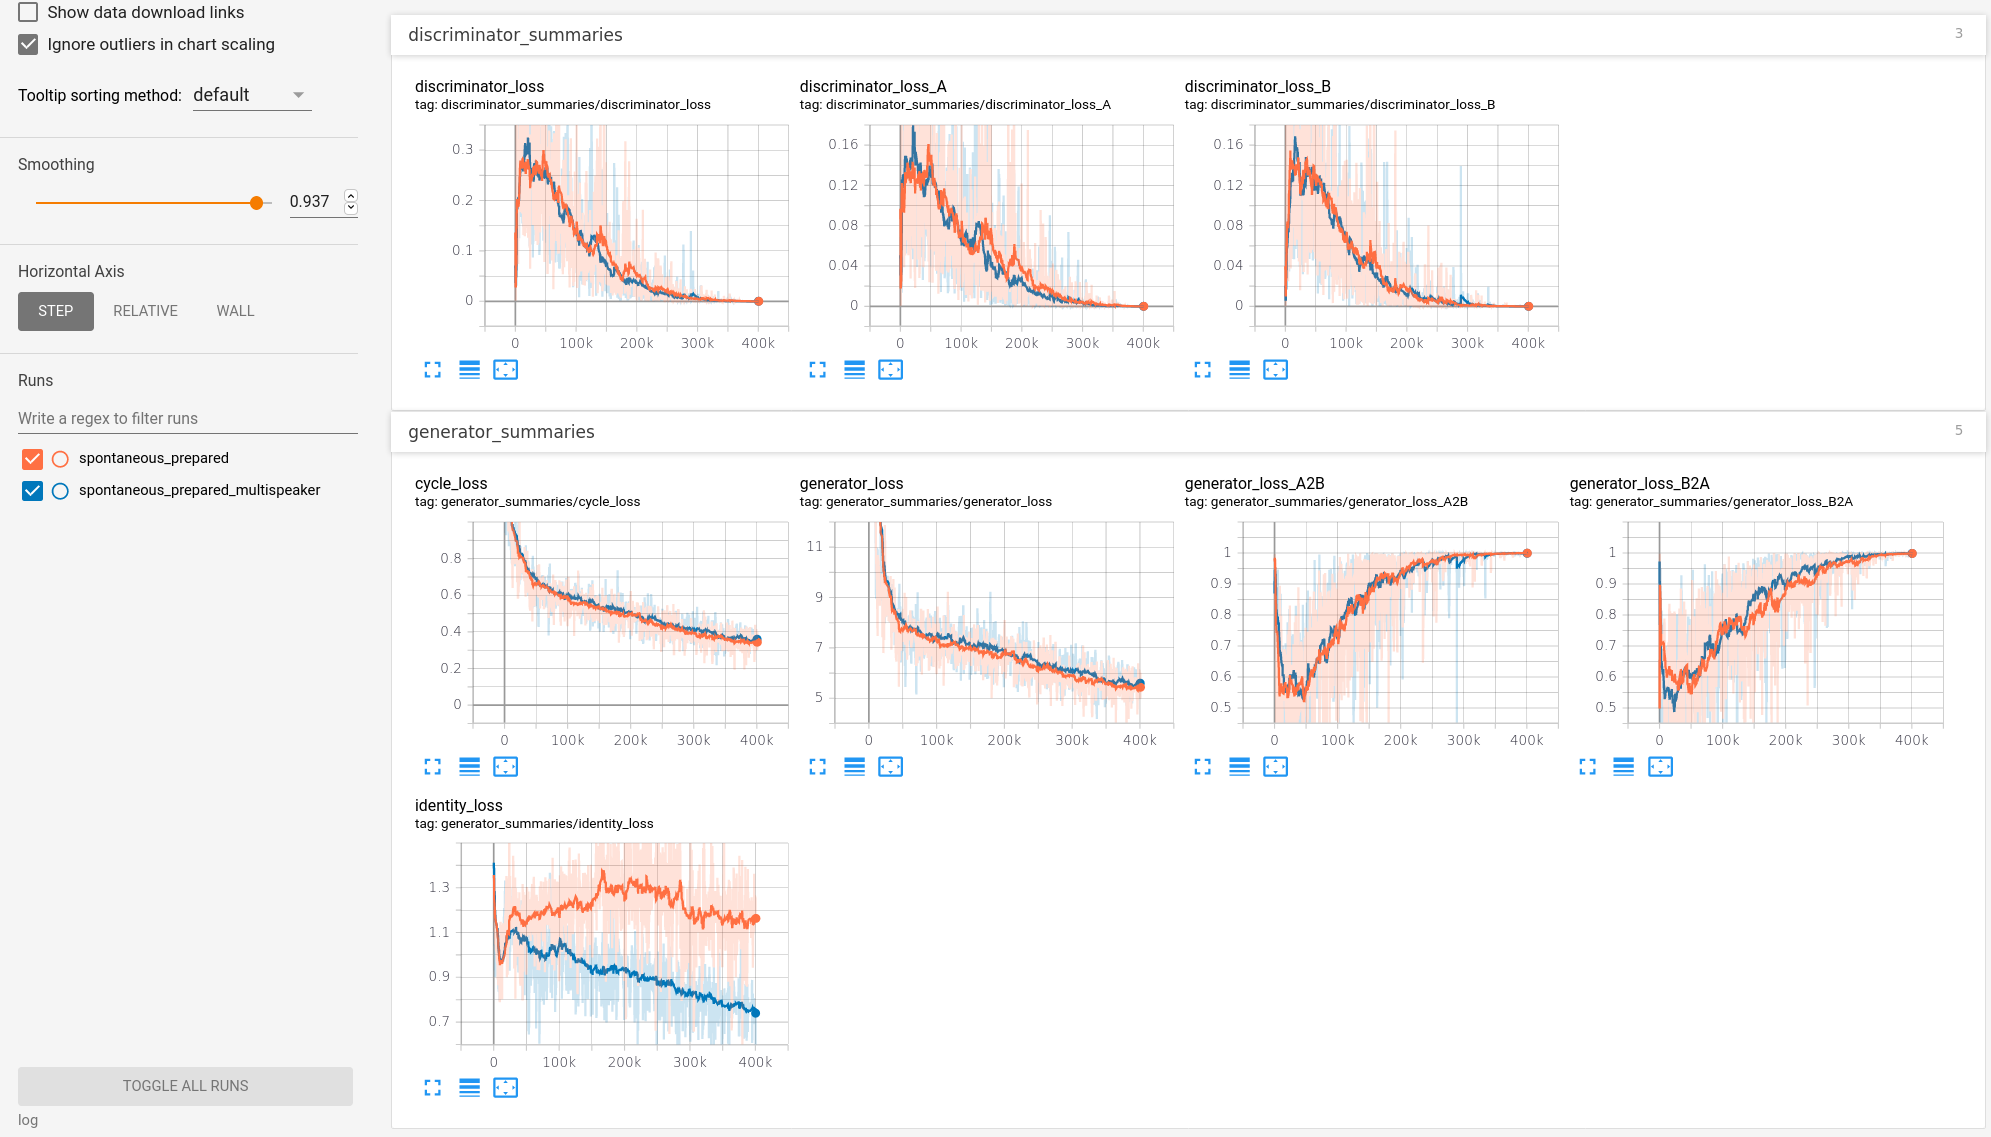 Show data download links
Ignore outliers in chart scaling
Tooltip sorting method: default
Smoothing
0.937
Horizontal Axis
STEP RELATIVE WALL
Runs
Write a regex to filter runs
spontaneous_prepared
spontaneous_prepared_multispeaker
TOGGLE ALL RUNS
log
discriminator_summaries 3
discriminator_loss
tag: discriminator_summaries/discriminator_loss
0.3
0.2
0.1
0
0 100k 200k 300k 400k
discriminator_loss_A
tag: discriminator_summaries/discriminator_loss_A
0.16
0.12
0.08
0.04
0
0 100k 200k 300k 400k
discriminator_loss_B
tag: discriminator_summaries/discriminator_loss_B
0.16
0.12
0.08
0.04
0
0 100k 200k 300k 400k
generator_summaries 5
cycle_loss
tag: generator_summaries/cycle_loss
0.8
0.6
0.4
0.2
0
0 100k 200k 300k 400k
generator_loss
tag: generator_summaries/generator_loss
11
9
7
5
0 100k 200k 300k 400k
generator_loss_A2B
tag: generator_summaries/generator_loss_A2B
1
0.9
0.8
0.7
0.6
0.5
0 100k 200k 300k 400k
generator_loss_B2A
tag: generator_summaries/generator_loss_B2A
1
0.9
0.8
0.7
0.6
0.5
0 100k 200k 300k 400k
identity_loss
tag: generator_summaries/identity_loss
1.3
1.1
0.9
0.7
0 100k 200k 300k 400k